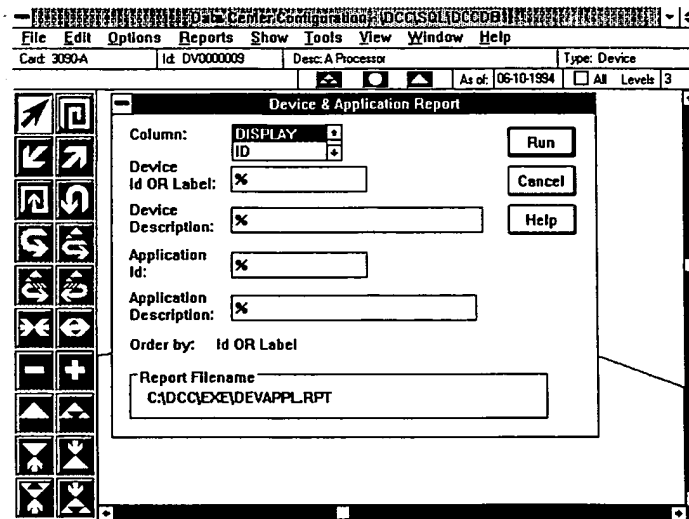 Data Center Configuration - \DCC\SQL\DCCDB\
File Edit Options Reports Show Tools View Window Help
Card: 3090-A Id: DV0000009 Desc: A Processor Type: Device
As of: 06-10-1994 All Levels 3
Device & Application Report
Column: DISPLAY
ID
Run
Device
Id OR Label: %
Cancel
Device
Description: %
Help
Application
Id: %
Application
Description: %
Order by: Id OR Label
Report Filename
C:\DCC\EXE\DEVAPPL.RPT